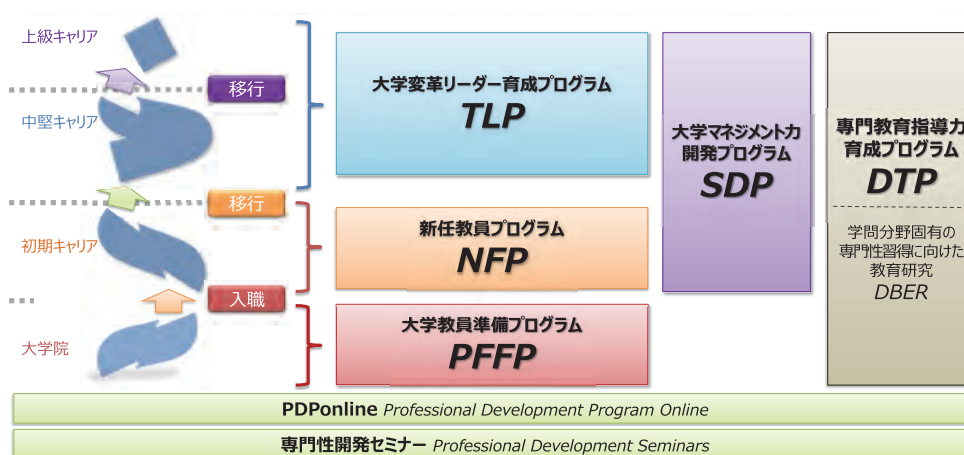 上級キャリア
移行
中堅キャリア
移行
初期キャリア
入職
大学院
大学変革リーダー育成プログラム
TLP
新任教員プログラム
NFP
大学教員準備プログラム
PFFP
大学マネジメント力
開発プログラム
SDP
専門教育指導力
育成プログラム
DTP
学問分野固有の
専門性習得に向けた
教育研究
DBER
PDPonline Professional Development Program Online
専門性開発セミナー Professional Development Seminars